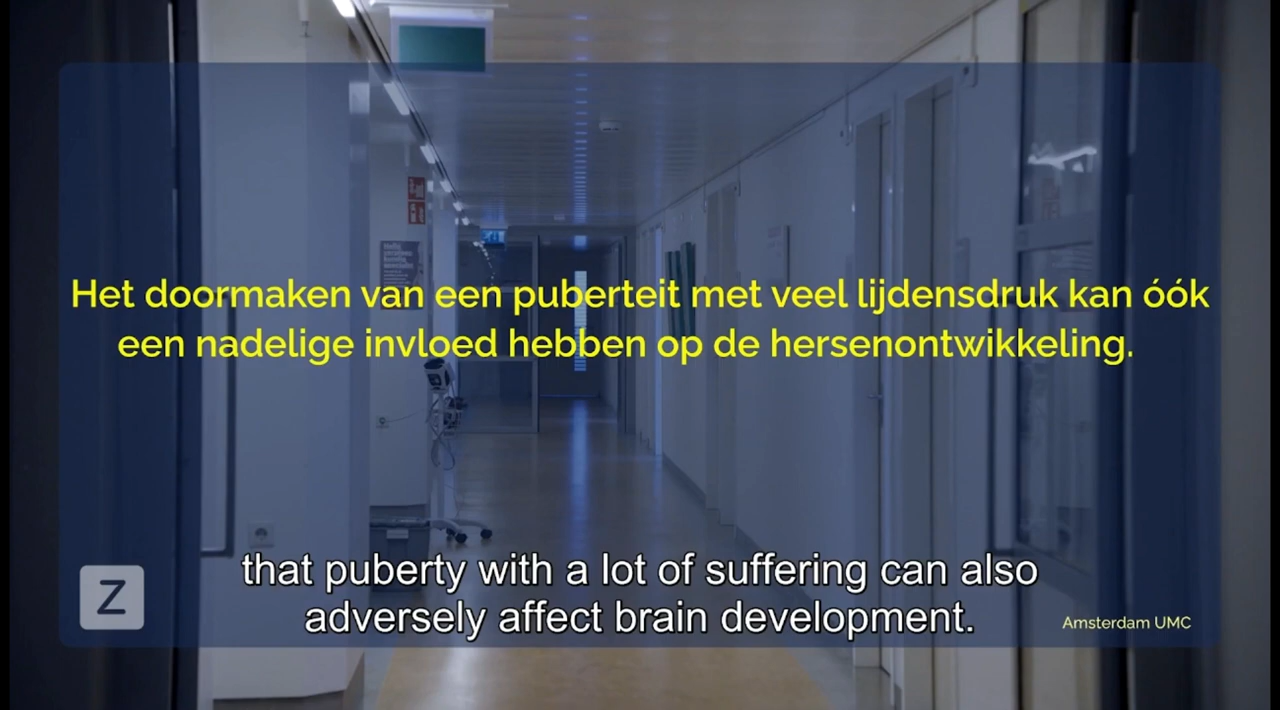 Het doormaken van een puberteit met veel lijdensdruk kan óók
een nadelige invloed hebben op de hersenontwikkeling.
that puberty with a lot of suffering can also
adversely affect brain development.
Z
Amsterdam UMC